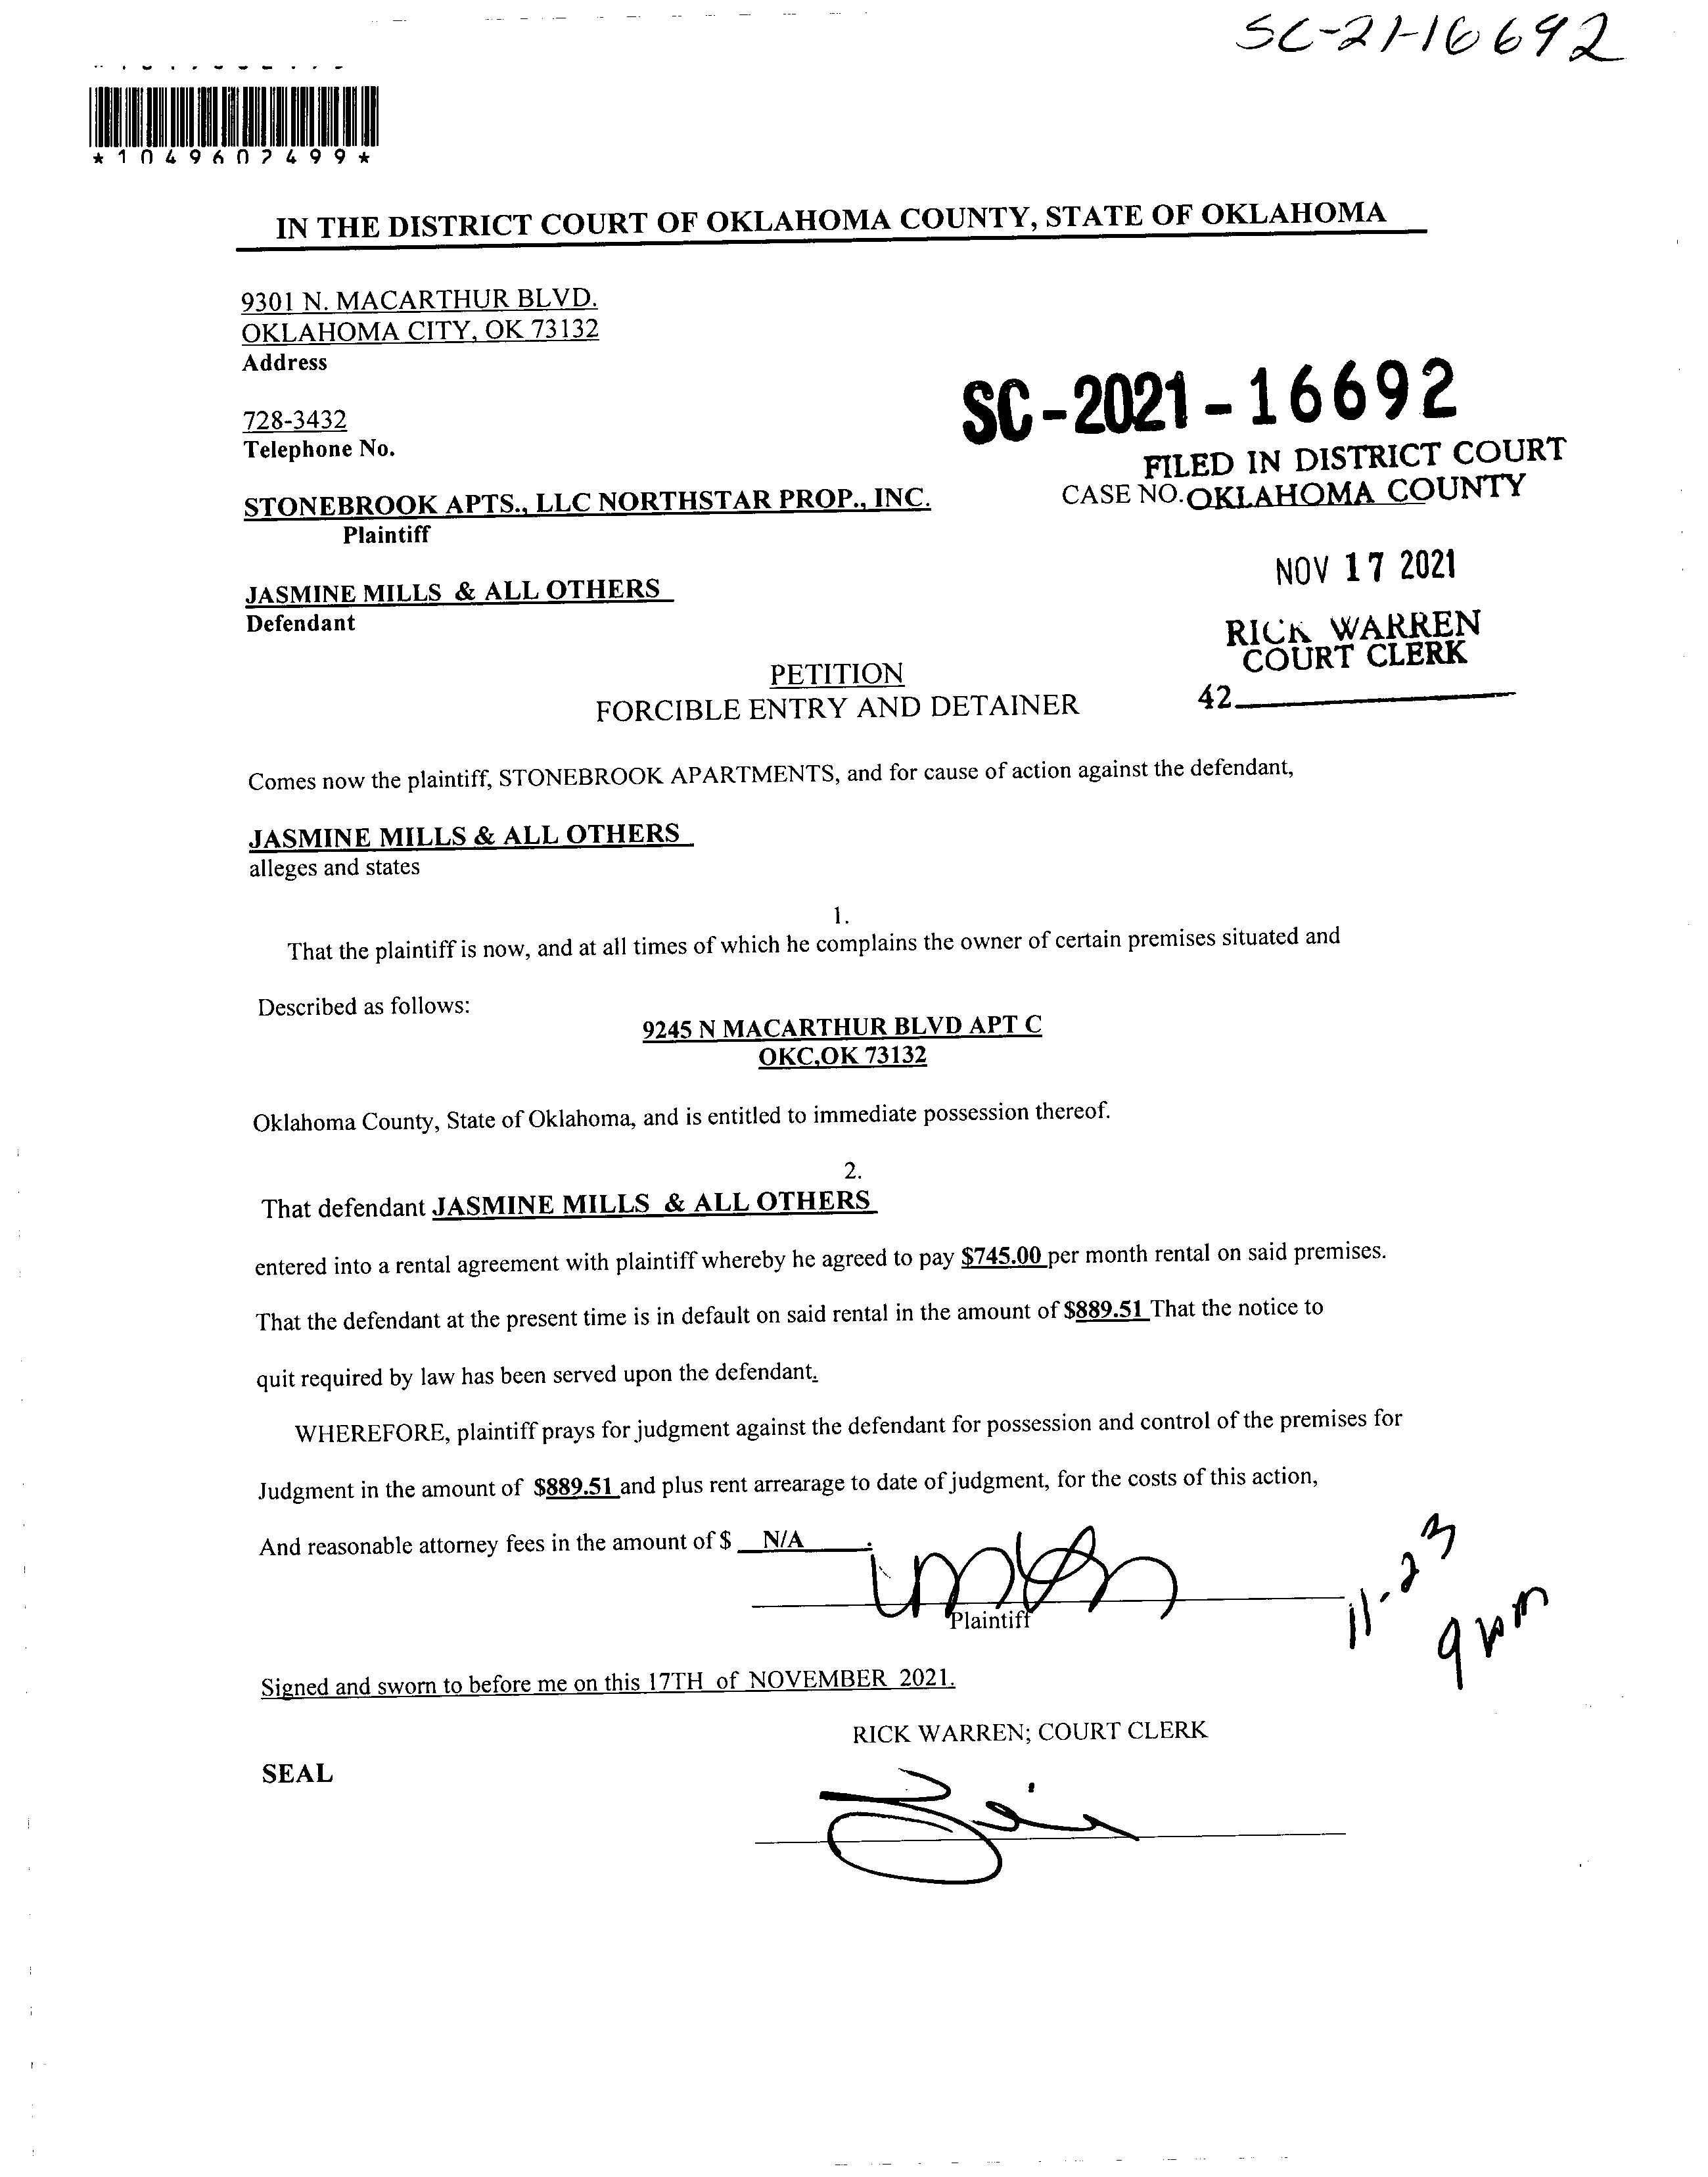 SC-21-16692
*1049602499*
IN THE DISTRICT COURT OF OKLAHOMA COUNTY, STATE OF OKLAHOMA
9301 N. MACARTHUR BLVD.
OKLAHOMA CITY, OK 73132
Address
728-3432
Telephone No.
SC-2021-16692
FILED IN DISTRICT COURT
CASE NO. OKLAHOMA COUNTY
STONEBROOK APTS., LLC NORTHSTAR PROP., INC.
Plaintiff
NOV 17 2021
JASMINE MILLS & ALL OTHERS
Defendant
RICK WARREN
COURT CLERK
42
PETITION
FORCIBLE ENTRY AND DETAINER
Comes now the plaintiff, STONEBROOK APARTMENTS, and for cause of action against the defendant,
JASMINE MILLS & ALL OTHERS
alleges and states
1.
That the plaintiff is now, and at all times of which he complains the owner of certain premises situated and
Described as follows:
9245 N MACARTHUR BLVD APT C
OKC,OK 73132
Oklahoma County, State of Oklahoma, and is entitled to immediate possession thereof.
2.
That defendant JASMINE MILLS & ALL OTHERS
entered into a rental agreement with plaintiff whereby he agreed to pay $745.00 per month rental on said premises.
That the defendant at the present time is in default on said rental in the amount of $889.51 That the notice to
quit required by law has been served upon the defendant.
WHEREFORE, plaintiff prays for judgment against the defendant for possession and control of the premises for
Judgment in the amount of $889.51 and plus rent arrearage to date of judgment, for the costs of this action,
And reasonable attorney fees in the amount of $ N/A .
Plaintiff
11-23
Signed and sworn to before me on this 17TH of NOVEMBER 2021.
RICK WARREN; COURT CLERK
SEAL